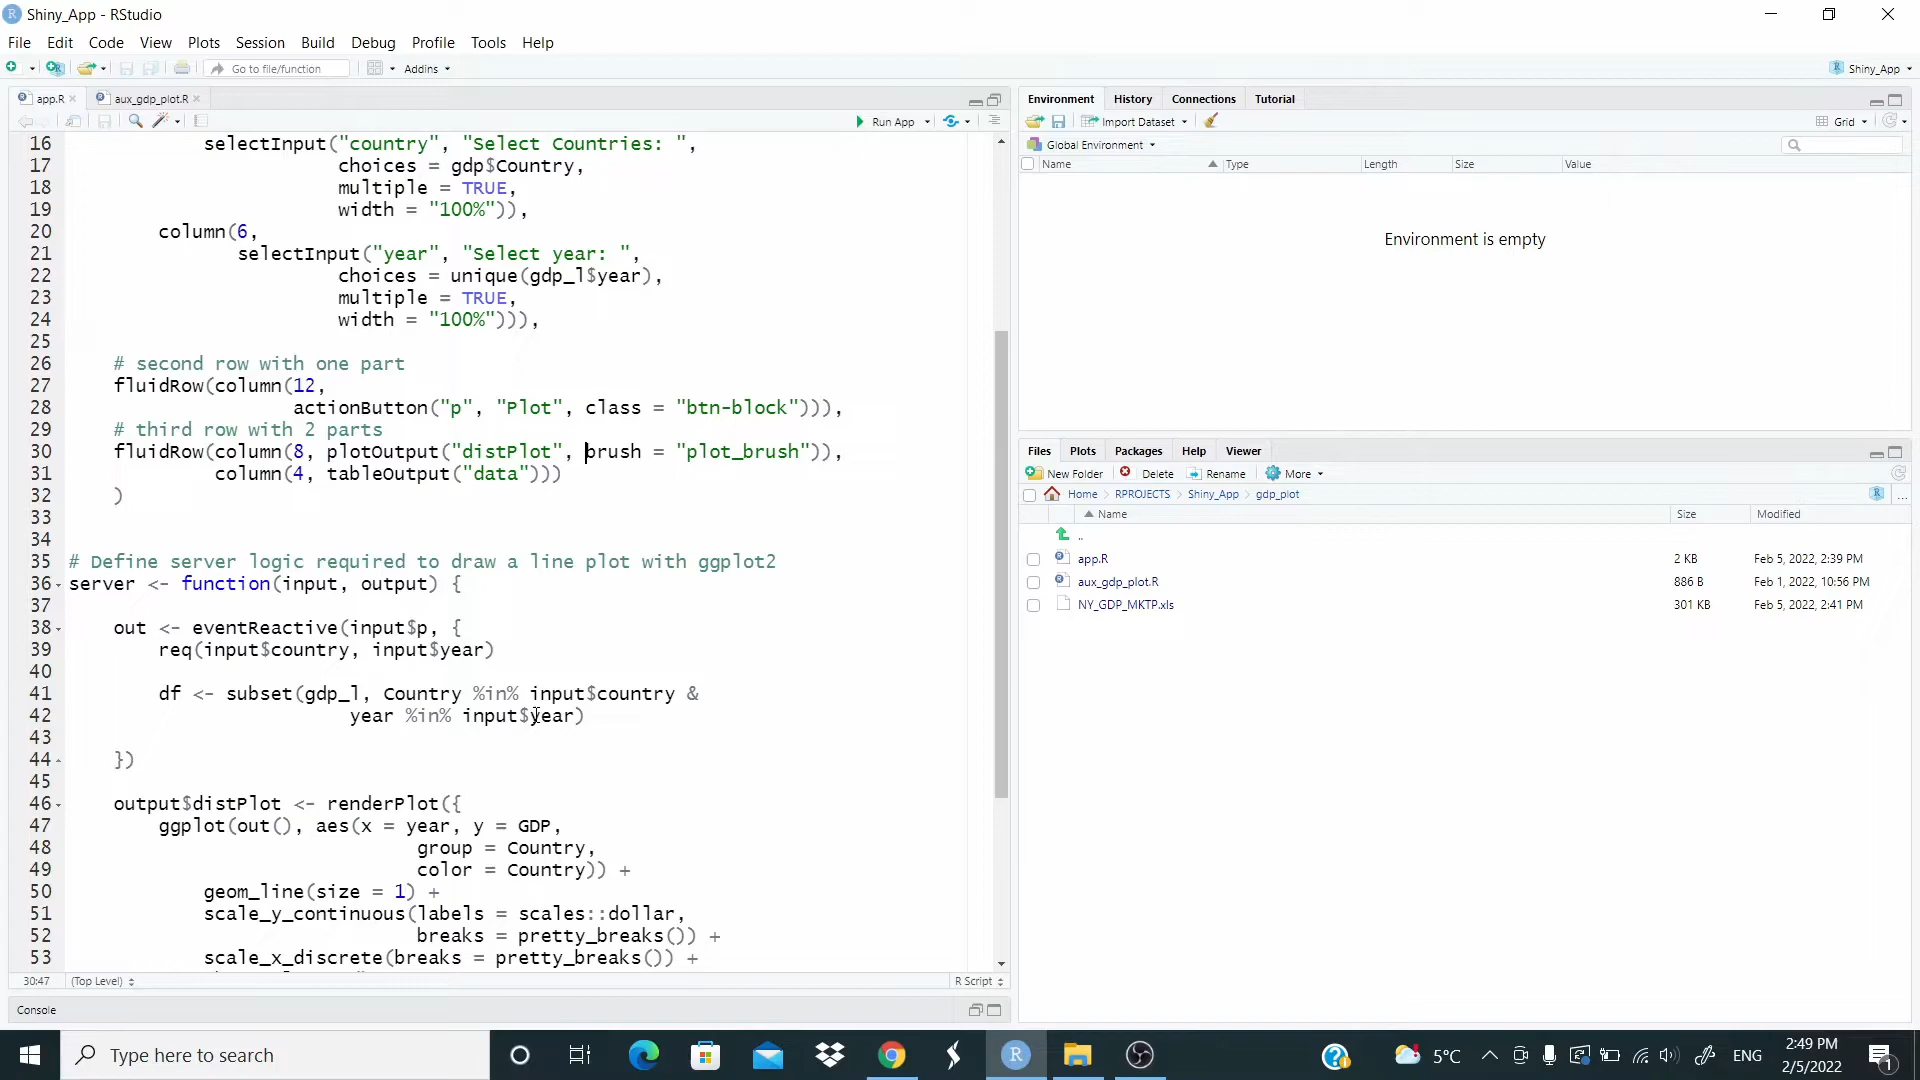 Shiny_App - RStudio
File Edit Code View Plots Session Build Debug Profile Tools Help
Go to file/function Addins Shiny_App
app.R aux_gdp_plot.R
Run App
16 selectInput("country", "Select Countries: ",
17 choices = gdp$Country,
18 multiple = TRUE,
19 width = "100%")),
20 column(6,
21 selectInput("year", "Select year: ",
22 choices = unique(gdp_l$year),
23 multiple = TRUE,
24 width = "100%"))),
25
26 # second row with one part
27 fluidRow(column(12,
28 actionButton("p", "Plot", class = "btn-block"))),
29 # third row with 2 parts
30 fluidRow(column(8, plotOutput("distPlot", brush = "plot_brush")),
31 column(4, tableOutput("data")))
32 )
33
34
35 # Define server logic required to draw a line plot with ggplot2
36 server <- function(input, output) {
37
38 out <- eventReactive(input$p, {
39 req(input$country, input$year)
40
41 df <- subset(gdp_l, Country %in% input$country &
42 year %in% input$year)
43
44 })
45
46 output$distPlot <- renderPlot({
47 ggplot(out(), aes(x = year, y = GDP,
48 group = Country,
49 color = Country)) +
50 geom_line(size = 1) +
51 scale_y_continuous(labels = scales::dollar,
52 breaks = pretty_breaks()) +
53 scale_x_discrete(breaks = pretty_breaks()) +
30:47 (Top Level) R Script
Console
Environment History Connections Tutorial
Import Dataset Grid
Global Environment
Name Type Length Size Value
Environment is empty
Files Plots Packages Help Viewer
New Folder Delete Rename More
Home RPROJECTS Shiny_App gdp_plot ...
Name Size Modified
..
app.R 2 KB Feb 5, 2022, 2:39 PM
aux_gdp_plot.R 886 B Feb 1, 2022, 10:56 PM
NY_GDP_MKTP.xls 301 KB Feb 5, 2022, 2:41 PM
Type here to search
5°C ENG
2:49 PM
2/5/2022
1